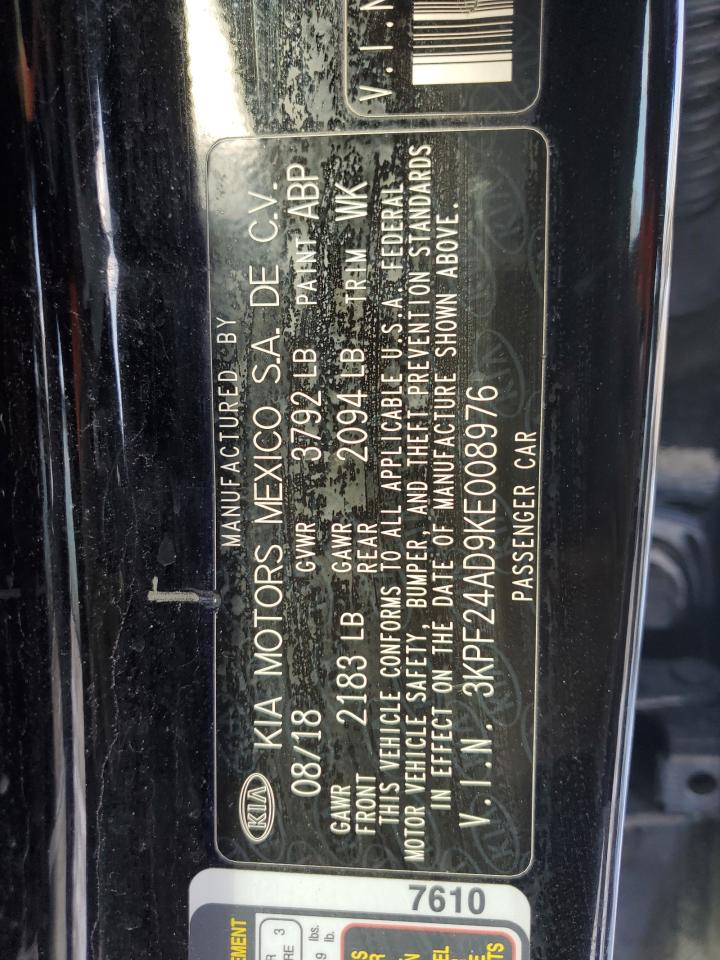 V.I.N
MANUFACTURED BY
KIA
KIA MOTORS MEXICO S.A. DE C.V.
08/18 GVWR 3792 LB PAINT ABP
GAWR FRONT 2183 LB GAWR REAR 2094 LB TRIM WK
THIS VEHICLE CONFORMS TO ALL APPLICABLE U.S.A. FEDERAL
MOTOR VEHICLE SAFETY, BUMPER, AND THEFT PREVENTION STANDARDS
IN EFFECT ON THE DATE OF MANUFACTURE SHOWN ABOVE.
V.I.N. 3KPF24AD9KE008976
PASSENGER CAR
7610